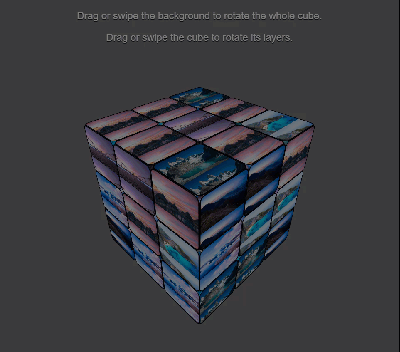 Drag or swipe the background to rotate the whole cube.
Drag or swipe the cube to rotate its layers.